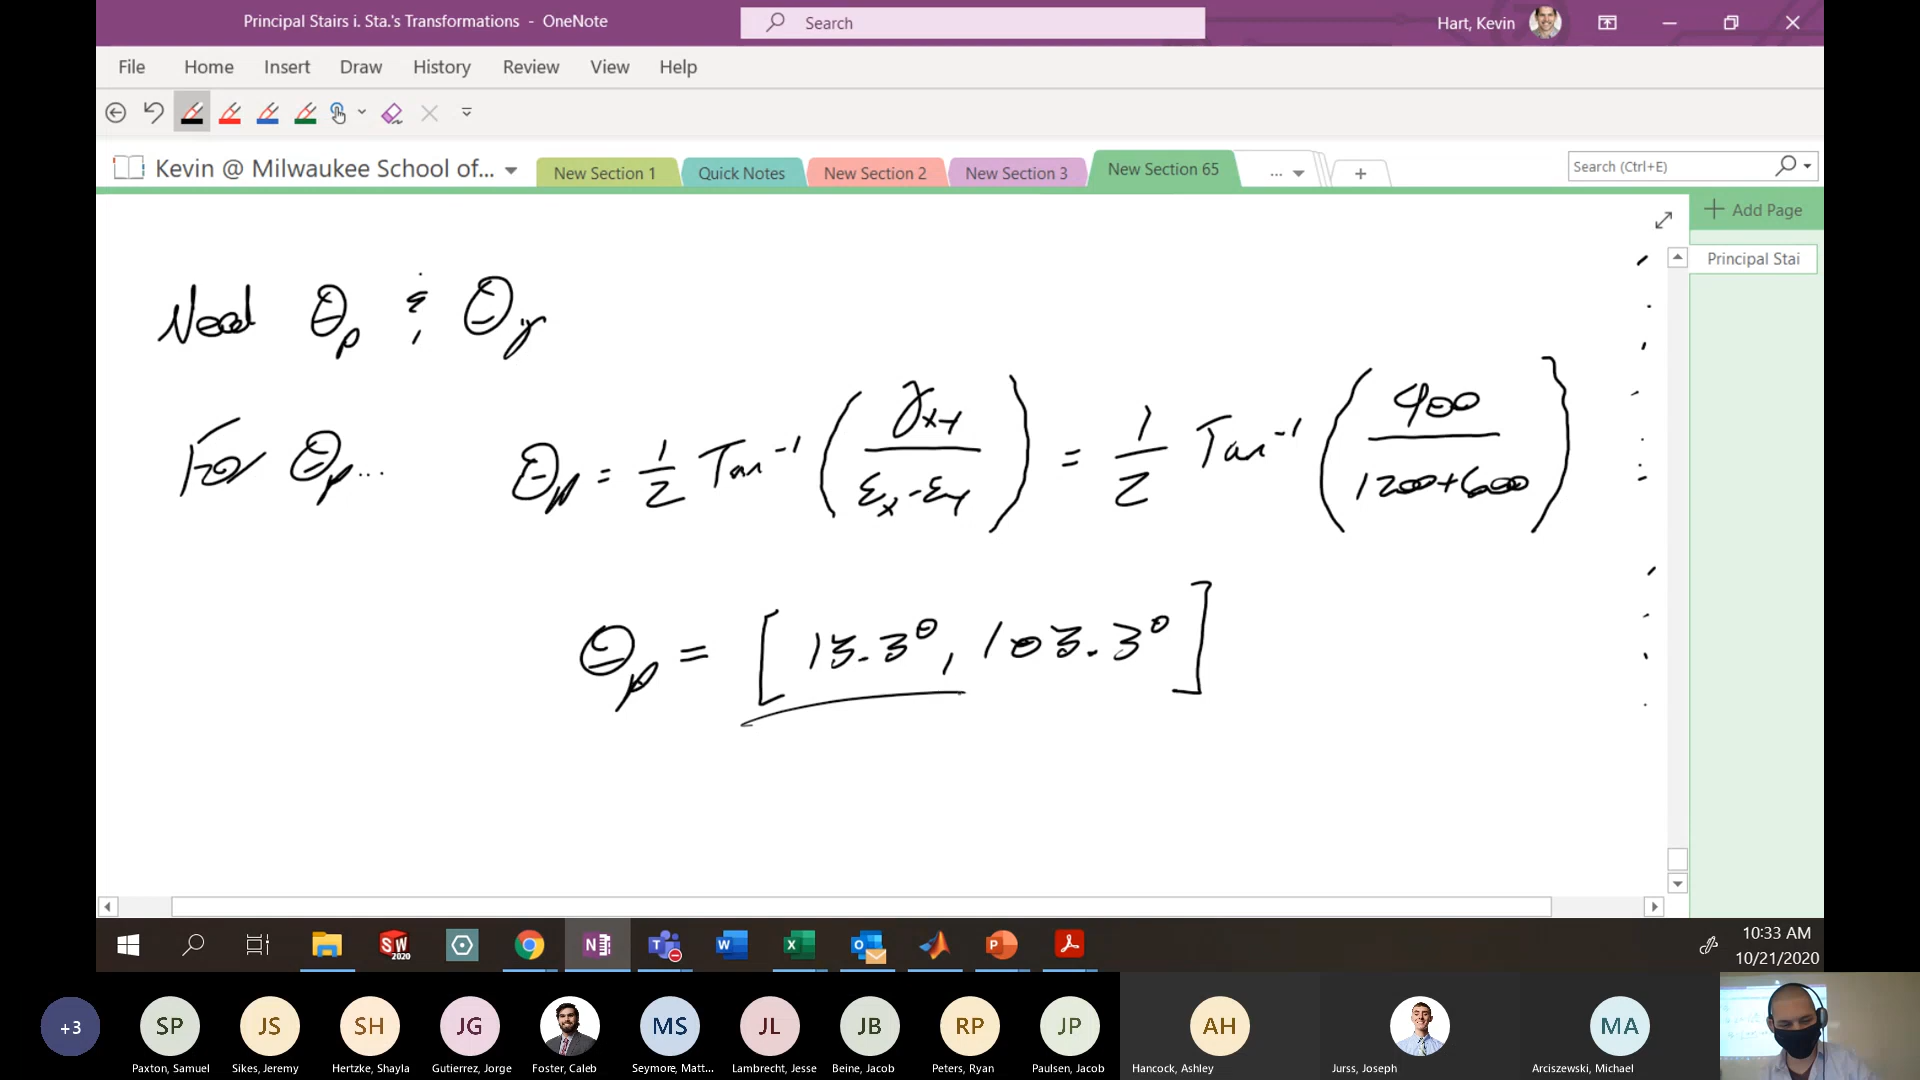 Principal Stairs i. Sta.'s Transformations - OneNote
Search
Hart, Kevin
File Home Insert Draw History Review View Help
Kevin @ Milwaukee School of...
New Section 1
Quick Notes
New Section 2
New Section 3
New Section 65
...
+
Search (Ctrl+E)
+ Add Page
Principal Stai
Need Θp & Θγ
For Θp... Θp = 1/2 Tan⁻¹ (γxy / εx-εy) = 1/2 Tan⁻¹ (400 / 1200+600)
Θp = [ 13.3°, 103.3° ]
SW 2020
10:33 AM
10/21/2020
+3
SP
JS
SH
JG
MS
JL
JB
RP
JP
AH
MA
Paxton, Samuel
Sikes, Jeremy
Hertzke, Shayla
Gutierrez, Jorge
Foster, Caleb
Seymore, Matt...
Lambrecht, Jesse
Beine, Jacob
Peters, Ryan
Paulsen, Jacob
Hancock, Ashley
Jurss, Joseph
Arciszewski, Michael